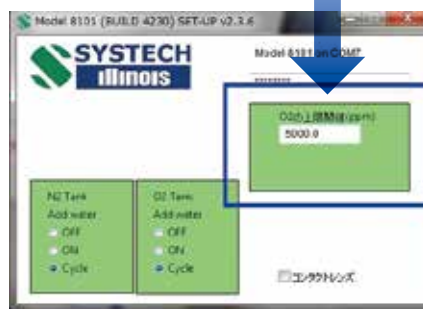 Model 8101 (BUILD 4230) SET-UP v2.3.6
SYSTECH
Illinois
Model 8101 on COM7
********
O2の上限閾値(ppm)
5000.0
N2 Tank
Add water
OFF
ON
Cycle
O2 Tank
Add water
OFF
ON
Cycle
コンタクトレンズ